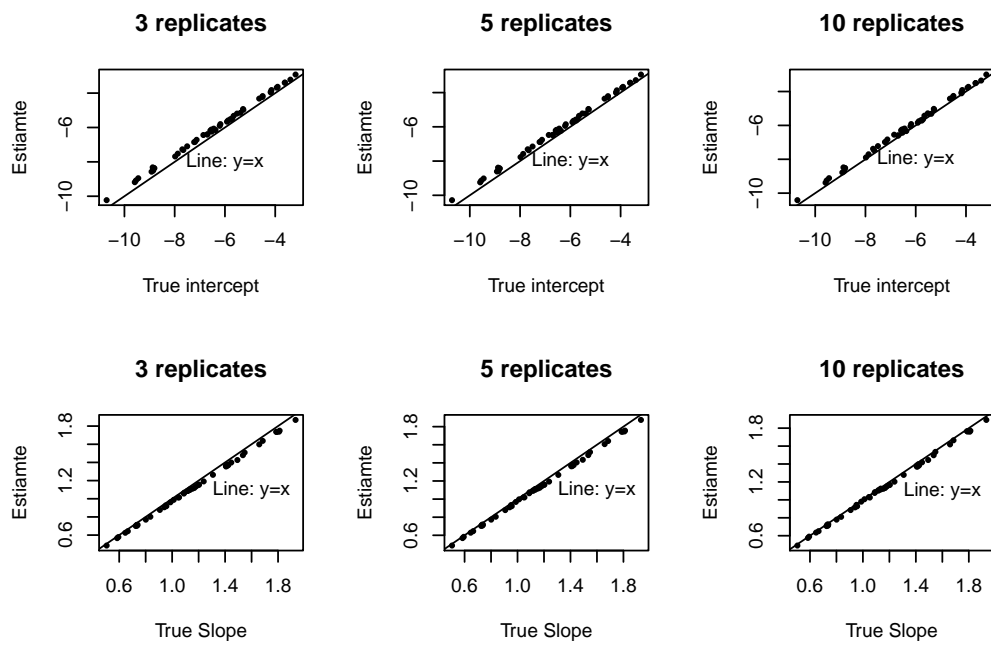 3 replicates
5 replicates
10 replicates
Estiamte
−10
−6
Line: y=x
−10 −8 −6 −4
True intercept
Estiamte
−10
−6
Line: y=x
−10 −8 −6 −4
True intercept
Estiamte
−10
−6
Line: y=x
−10 −8 −6 −4
True intercept
3 replicates
5 replicates
10 replicates
Estiamte
0.6 1.2 1.8
Line: y=x
0.6 1.0 1.4 1.8
True Slope
Estiamte
0.6 1.2 1.8
Line: y=x
0.6 1.0 1.4 1.8
True Slope
Estiamte
0.6 1.2 1.8
Line: y=x
0.6 1.0 1.4 1.8
True Slope